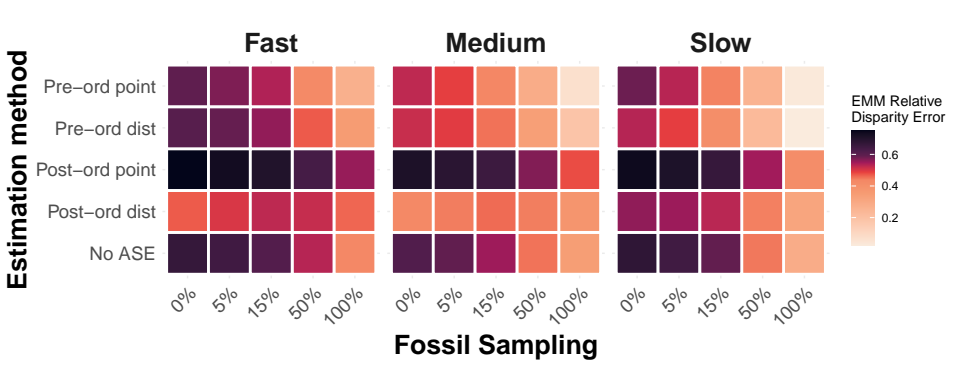 Fast Medium Slow
Estimation method
Pre−ord point
Pre−ord dist
Post−ord point
Post−ord dist
No ASE
0% 5% 15% 50% 100% 0% 5% 15% 50% 100% 0% 5% 15% 50% 100%
Fossil Sampling
EMM Relative
Disparity Error
0.6
0.4
0.2